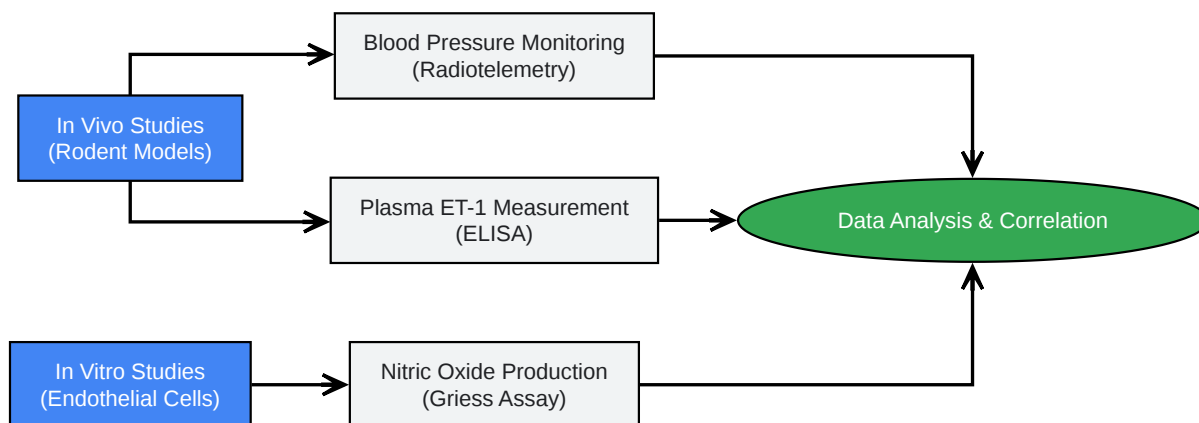 Blood Pressure Monitoring
(Radiotelemetry)
In Vivo Studies
(Rodent Models)
Plasma ET-1 Measurement
(ELISA)
Data Analysis & Correlation
In Vitro Studies
(Endothelial Cells)
Nitric Oxide Production
(Griess Assay)